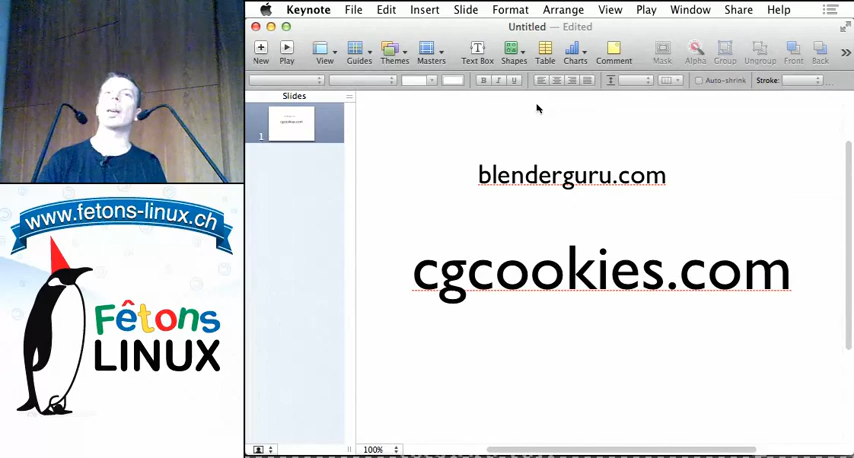 Keynote File Edit Insert Slide Format Arrange View Play Window Share Help
Untitled — Edited
New Play View Guides Themes Masters Text Box Shapes Table Charts Comment Mask Alpha Group Ungroup Front Back
B I U Auto-shrink Stroke:
Slides
1
blenderguru.com
cgcookies.com
100%
www.fetons-linux.ch
Fêtons
LINUX